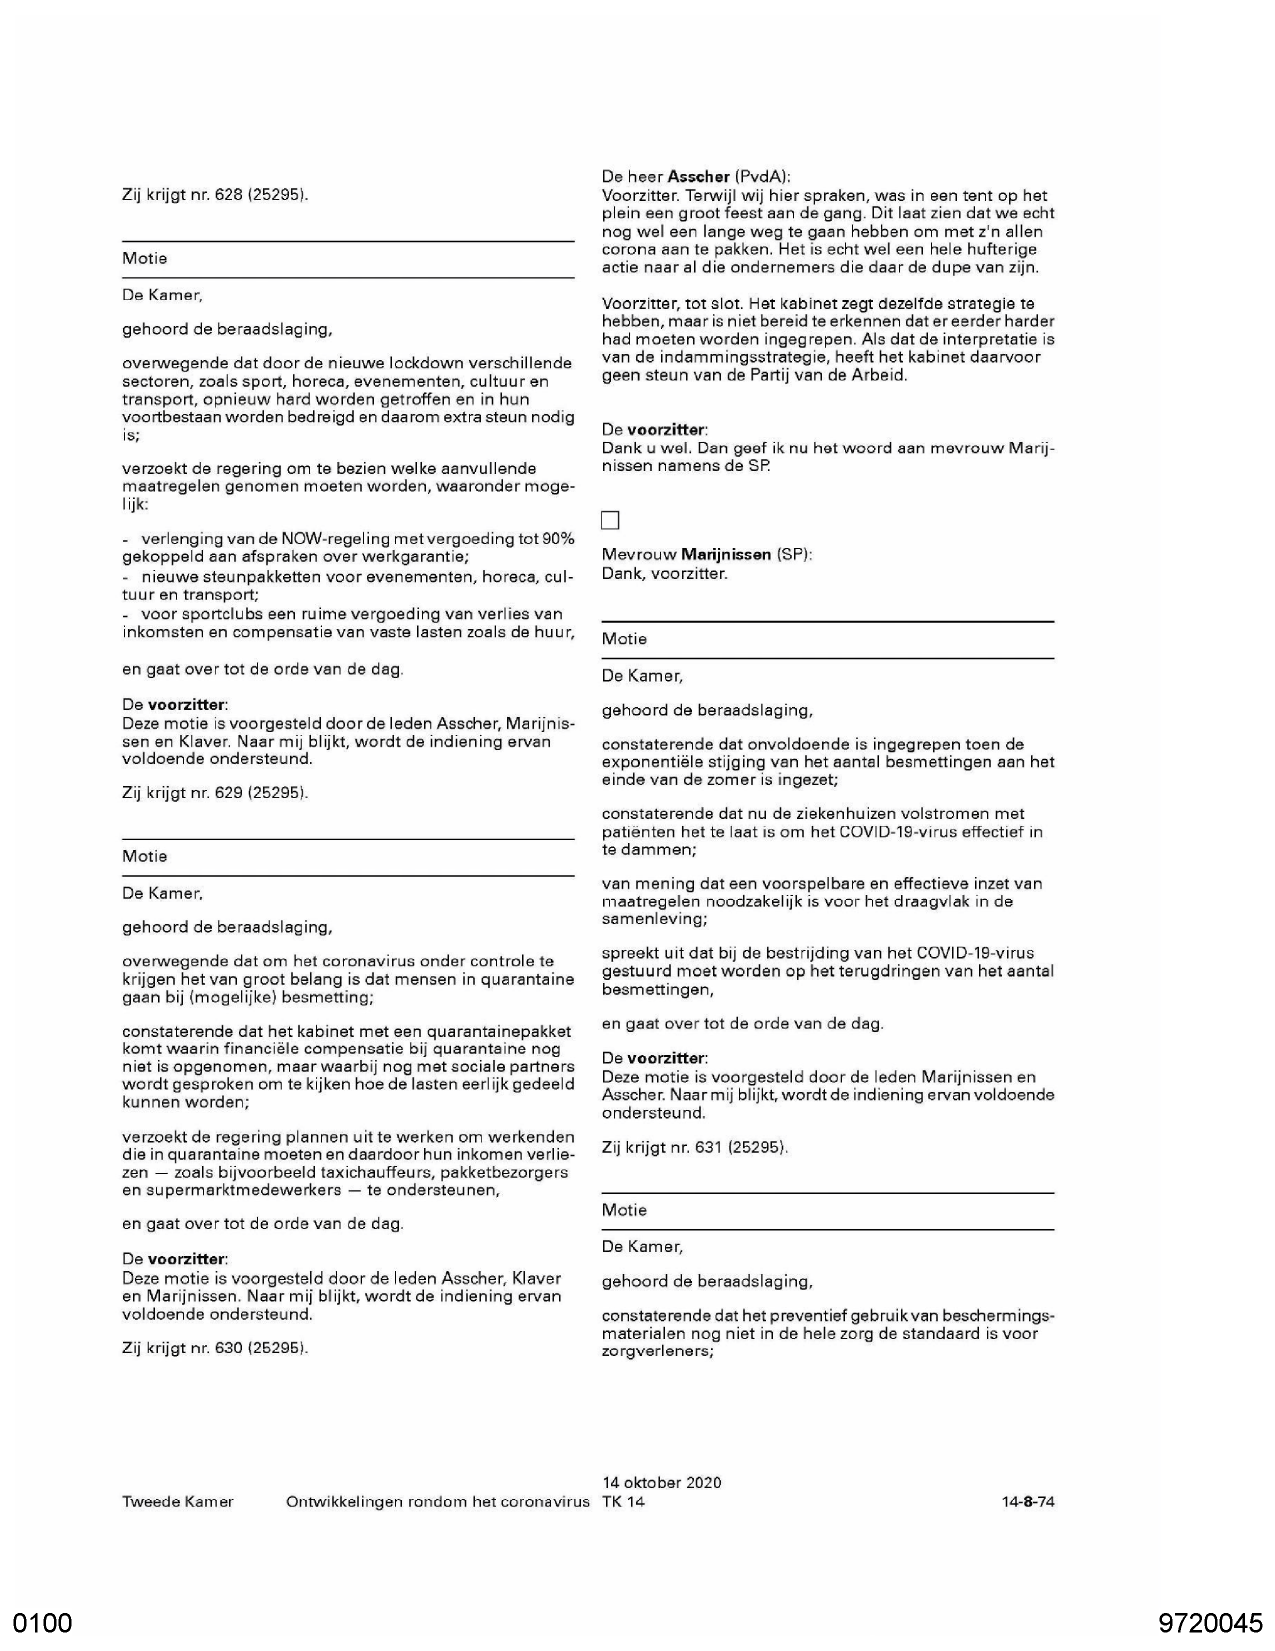 Zij krijgt nr. 628 (25295).
Motie
De Kamer,
gehoord de beraadslaging,
overwegende dat door de nieuwe lockdown verschillende
sectoren, zoals sport, horeca, evenementen, cultuur en
transport, opnieuw hard worden getroffen en in hun
voortbestaan worden bedreigd en daarom extra steun nodig
is;
verzoekt de regering om te bezien welke aanvullende
maatregelen genomen moeten worden, waaronder moge-
lijk:
- verlenging van de NOW-regeling met vergoeding tot 90%
gekoppeld aan afspraken over werkgarantie;
- nieuwe steunpakketten voor evenementen, horeca, cul-
tuur en transport;
- voor sportclubs een ruime vergoeding van verlies van
inkomsten en compensatie van vaste lasten zoals de huur,
en gaat over tot de orde van de dag.
De voorzitter:
Deze motie is voorgesteld door de leden Asscher, Marijnis-
sen en Klaver. Naar mij blijkt, wordt de indiening ervan
voldoende ondersteund.
Zij krijgt nr. 629 (25295).
Motie
De Kamer,
gehoord de beraadslaging,
overwegende dat om het coronavirus onder controle te
krijgen het van groot belang is dat mensen in quarantaine
gaan bij (mogelijke) besmetting;
constaterende dat het kabinet met een quarantainepakket
komt waarin financiële compensatie bij quarantaine nog
niet is opgenomen, maar waarbij nog met sociale partners
wordt gesproken om te kijken hoe de lasten eerlijk gedeeld
kunnen worden;
verzoekt de regering plannen uit te werken om werkenden
die in quarantaine moeten en daardoor hun inkomen verlie-
zen — zoals bijvoorbeeld taxichauffeurs, pakketbezorgers
en supermarktmedewerkers — te ondersteunen,
en gaat over tot de orde van de dag.
De voorzitter:
Deze motie is voorgesteld door de leden Asscher, Klaver
en Marijnissen. Naar mij blijkt, wordt de indiening ervan
voldoende ondersteund.
Zij krijgt nr. 630 (25295).
De heer Asscher (PvdA):
Voorzitter. Terwijl wij hier spraken, was in een tent op het
plein een groot feest aan de gang. Dit laat zien dat we echt
nog wel een lange weg te gaan hebben om met z'n allen
corona aan te pakken. Het is echt wel een hele hufterige
actie naar al die ondernemers die daar de dupe van zijn.
Voorzitter, tot slot. Het kabinet zegt dezelfde strategie te
hebben, maar is niet bereid te erkennen dat er eerder harder
had moeten worden ingegrepen. Als dat de interpretatie is
van de indammingsstrategie, heeft het kabinet daarvoor
geen steun van de Partij van de Arbeid.
De voorzitter:
Dank u wel. Dan geef ik nu het woord aan mevrouw Marij-
nissen namens de SP.
Mevrouw Marijnissen (SP):
Dank, voorzitter.
Motie
De Kamer,
gehoord de beraadslaging,
constaterende dat onvoldoende is ingegrepen toen de
exponentiële stijging van het aantal besmettingen aan het
einde van de zomer is ingezet;
constaterende dat nu de ziekenhuizen volstromen met
patiënten het te laat is om het COVID-19-virus effectief in
te dammen;
van mening dat een voorspelbare en effectieve inzet van
maatregelen noodzakelijk is voor het draagvlak in de
samenleving;
spreekt uit dat bij de bestrijding van het COVID-19-virus
gestuurd moet worden op het terugdringen van het aantal
besmettingen,
en gaat over tot de orde van de dag.
De voorzitter:
Deze motie is voorgesteld door de leden Marijnissen en
Asscher. Naar mij blijkt, wordt de indiening ervan voldoende
ondersteund.
Zij krijgt nr. 631 (25295).
Motie
De Kamer,
gehoord de beraadslaging,
constaterende dat het preventief gebruik van beschermings-
materialen nog niet in de hele zorg de standaard is voor
zorgverleners;
14 oktober 2020
Tweede Kamer Ontwikkelingen rondom het coronavirus TK 14 14-8-74
0100 9720045